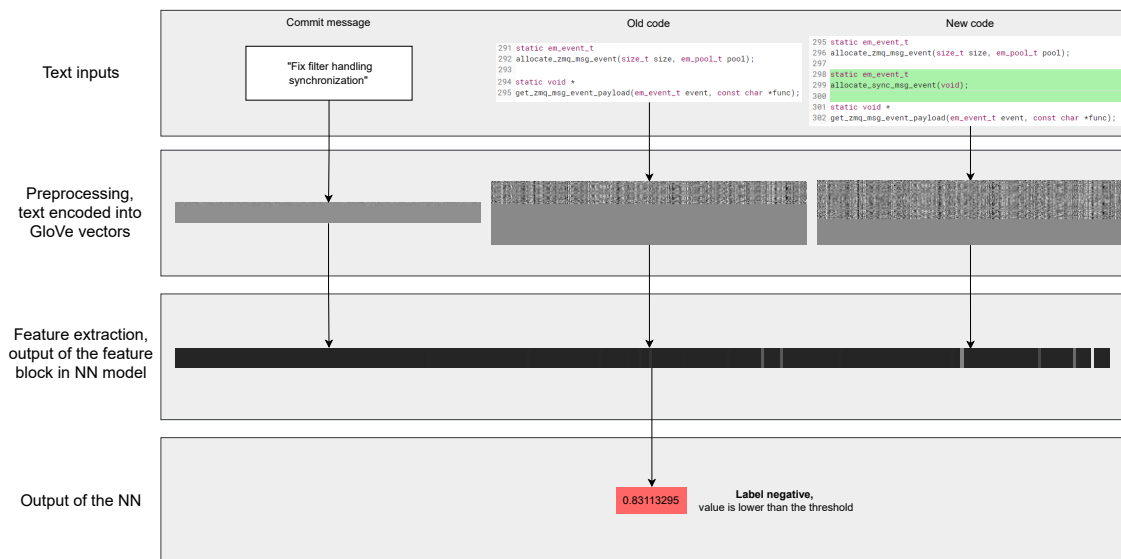 Commit message
Old code
New code
Text inputs
"Fix filter handling
synchronization"
291 static em_event_t
292 allocate_zmq_msg_event(size_t size, em_pool_t pool);
293
294 static void *
295 get_zmq_msg_event_payload(em_event_t event, const char *func);
295 static em_event_t
296 allocate_zmq_msg_event(size_t size, em_pool_t pool);
297
298 static em_event_t
299 allocate_sync_msg_event(void);
300
301 static void *
302 get_zmq_msg_event_payload(em_event_t event, const char *func);
Preprocessing,
text encoded into
GloVe vectors
Feature extraction,
output of the feature
block in NN model
Output of the NN
0.83113295
Label negative,
value is lower than the threshold